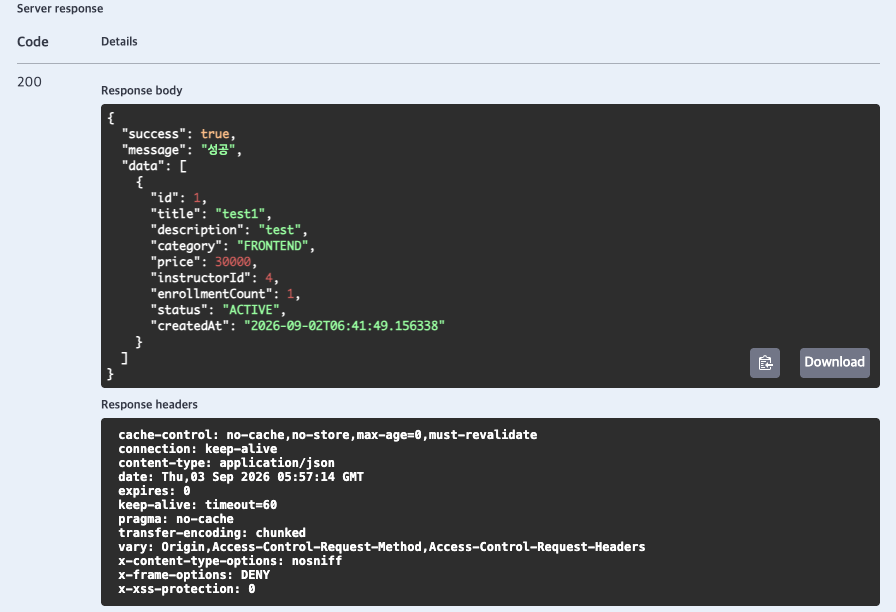 Server response
Code Details
200
Response body
{
  "success": true,
  "message": "성공",
  "data": [
    {
      "id": 1,
      "title": "test1",
      "description": "test",
      "category": "FRONTEND",
      "price": 30000,
      "instructorId": 4,
      "enrollmentCount": 1,
      "status": "ACTIVE",
      "createdAt": "2026-09-02T06:41:49.156338"
    }
  ]
}
Download
Response headers
cache-control: no-cache,no-store,max-age=0,must-revalidate
connection: keep-alive
content-type: application/json
date: Thu,03 Sep 2026 05:57:14 GMT
expires: 0
keep-alive: timeout=60
pragma: no-cache
transfer-encoding: chunked
vary: Origin,Access-Control-Request-Method,Access-Control-Request-Headers
x-content-type-options: nosniff
x-frame-options: DENY
x-xss-protection: 0